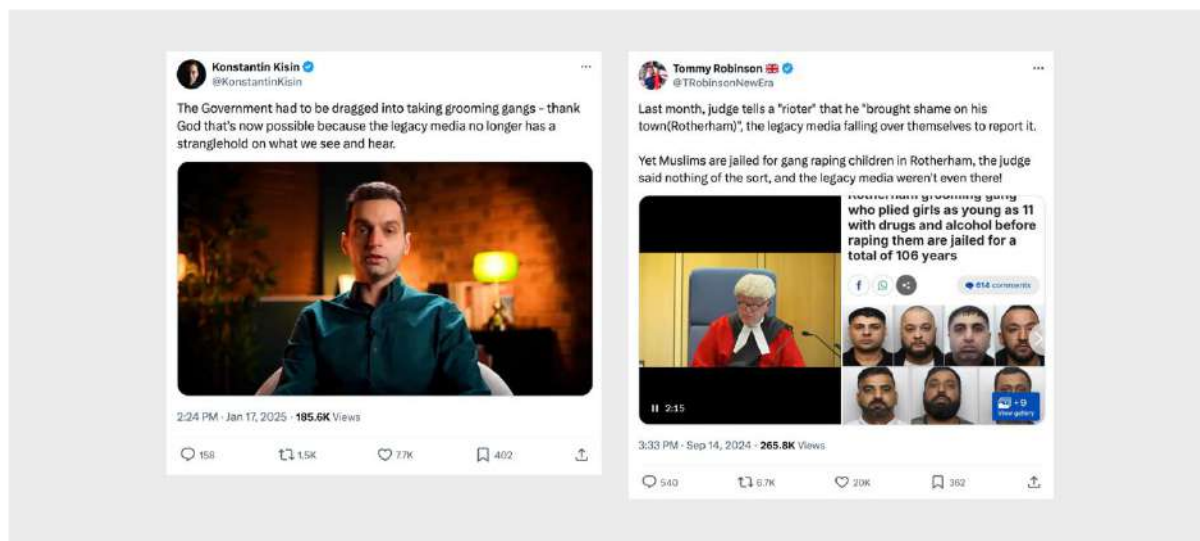 Konstantin Kisin
@KonstantinKisin
The Government had to be dragged into taking grooming gangs - thank
God that's now possible because the legacy media no longer has a
stranglehold on what we see and hear.
2:24 PM · Jan 17, 2025 · 185.6K Views
158 1.5K 7.7K 402
Tommy Robinson 🇬🇧
@TRobinsonNewEra
Last month, judge tells a "rioter" that he "brought shame on his
town(Rotherham)", the legacy media falling over themselves to report it.
Yet Muslims are jailed for gang raping children in Rotherham, the judge
said nothing of the sort, and the legacy media weren't even there!
Rotherham grooming gang
who plied girls as young as 11
with drugs and alcohol before
raping them are jailed for a
total of 106 years
614 comments
2:15
+9
View gallery
3:33 PM · Sep 14, 2024 · 265.8K Views
540 6.7K 20K 362